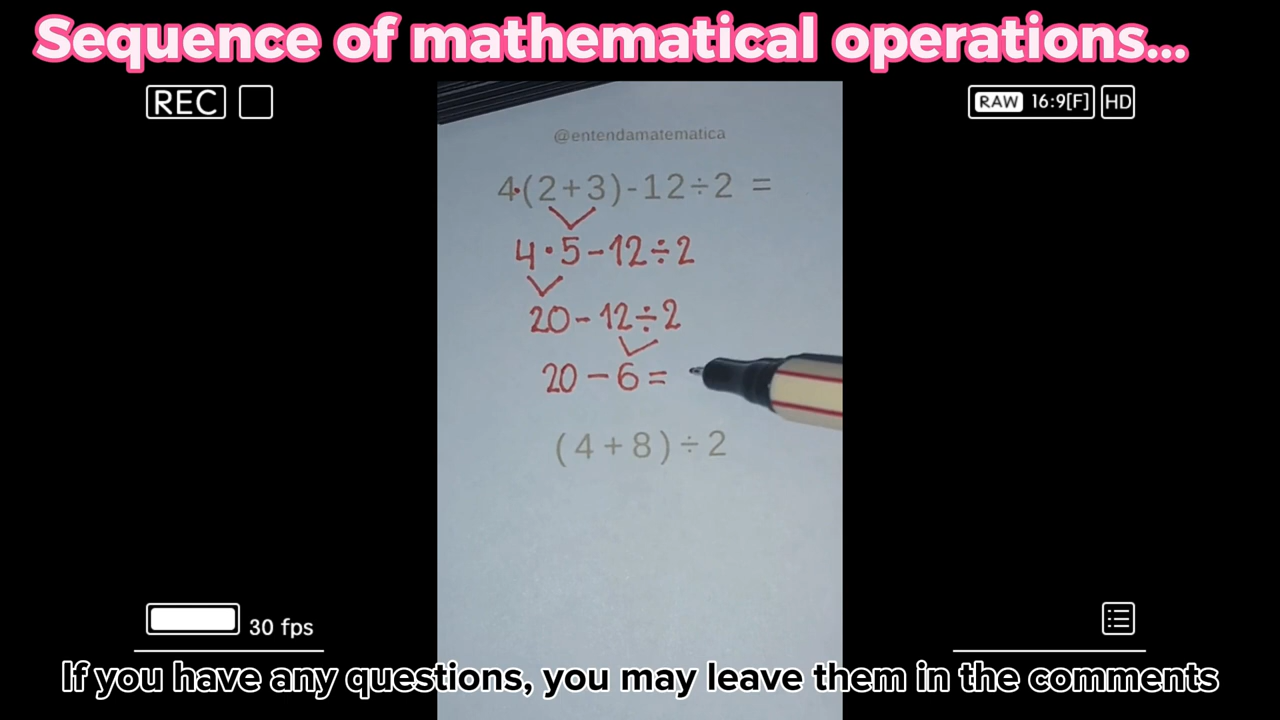 Sequence of mathematical operations...
REC
RAW 16:9[F] HD
@entendamatematica
4·(2+3)-12÷2 =
4·5-12÷2
20-12÷2
20-6=
(4+8)÷2
30 fps
If you have any questions, you may leave them in the comments